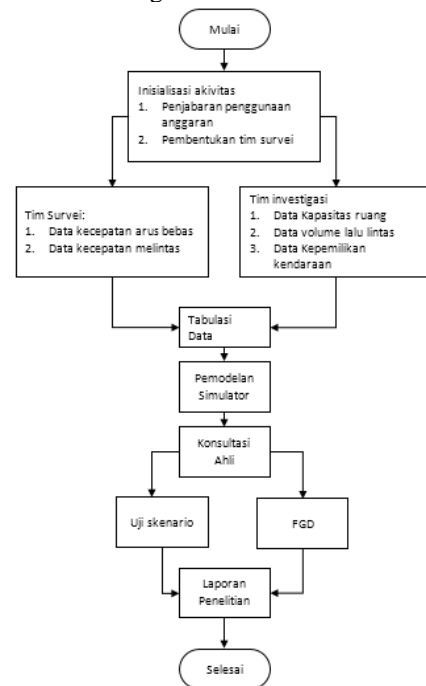 Mulai
Inisialisasi akivitas
1. Penjabaran penggunaan
anggaran
2. Pembentukan tim survei
Tim Survei:
1. Data kecepatan arus bebas
2. Data kecepatan melintas
Tim investigasi
1. Data Kapasitas ruang
2. Data volume lalu lintas
3. Data Kepemilikan
kendaraan
Tabulasi
Data
Pemodelan
Simulator
Konsultasi
Ahli
Uji skenario
FGD
Laporan
Penelitian
Selesai